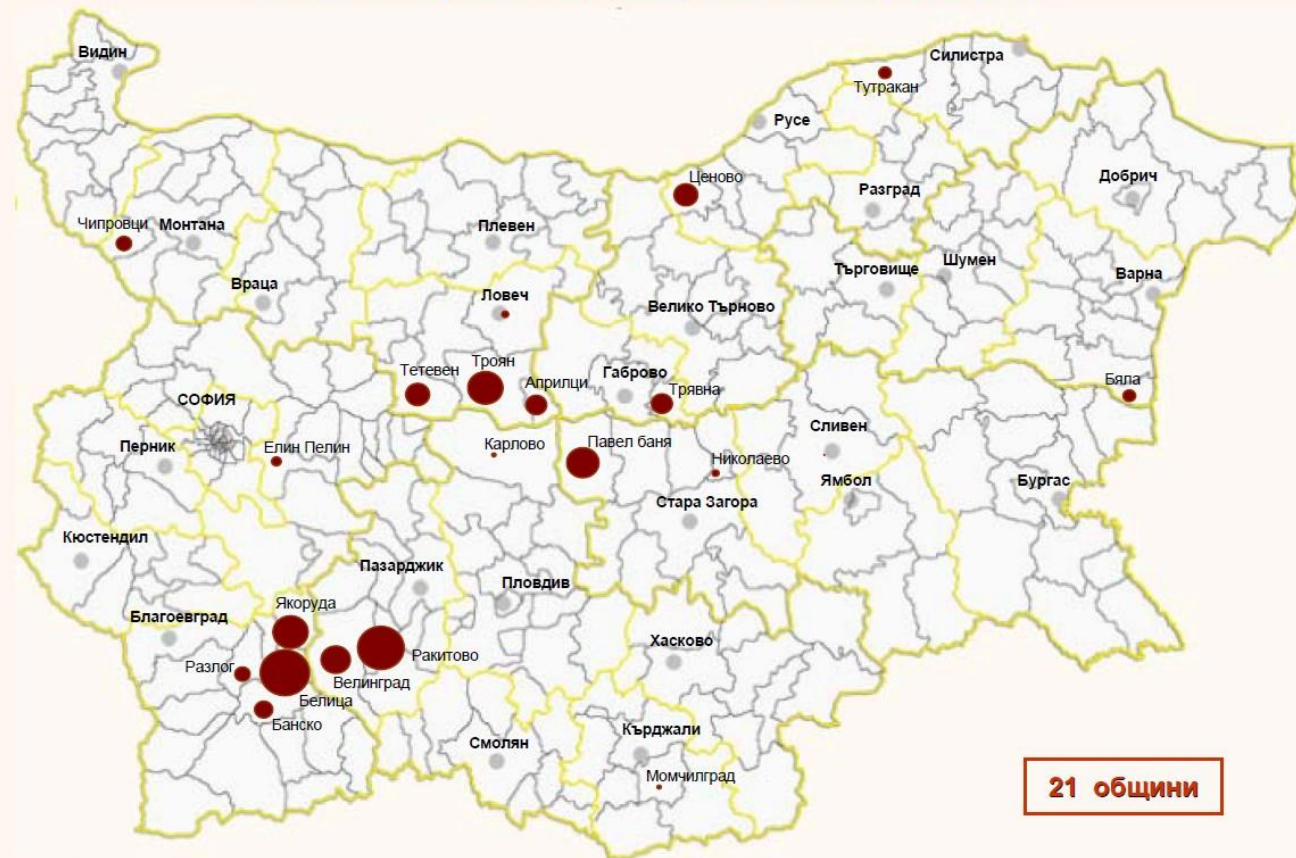 Видин
Силистра
Тутракан
Русе
Ценово
Добрич
Разград
Чипровци
Монтана
Плевен
Търговище
Шумен
Варна
Враца
Ловеч
Велико Търново
Тетевен
Троян
Априлци
Габрово
Трявна
Бяла
СОФИЯ
Перник
Елин Пелин
Карлово
Павел баня
Николаево
Сливен
Ямбол
Бургас
Стара Загора
Кюстендил
Пазарджик
Пловдив
Якоруда
Благоевград
Хасково
Разлог
Ракитово
Велинград
Белица
Банско
Смолян
Кърджали
Момчилград
21 общини